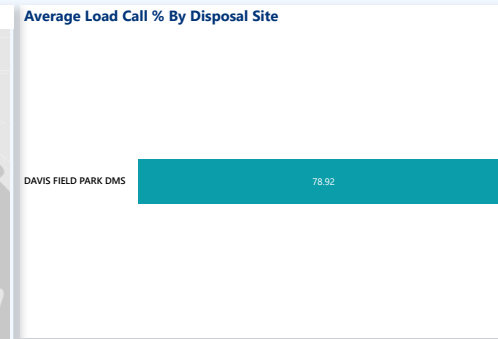 Average Load Call % By Disposal Site
DAVIS FIELD PARK DMS 78.92